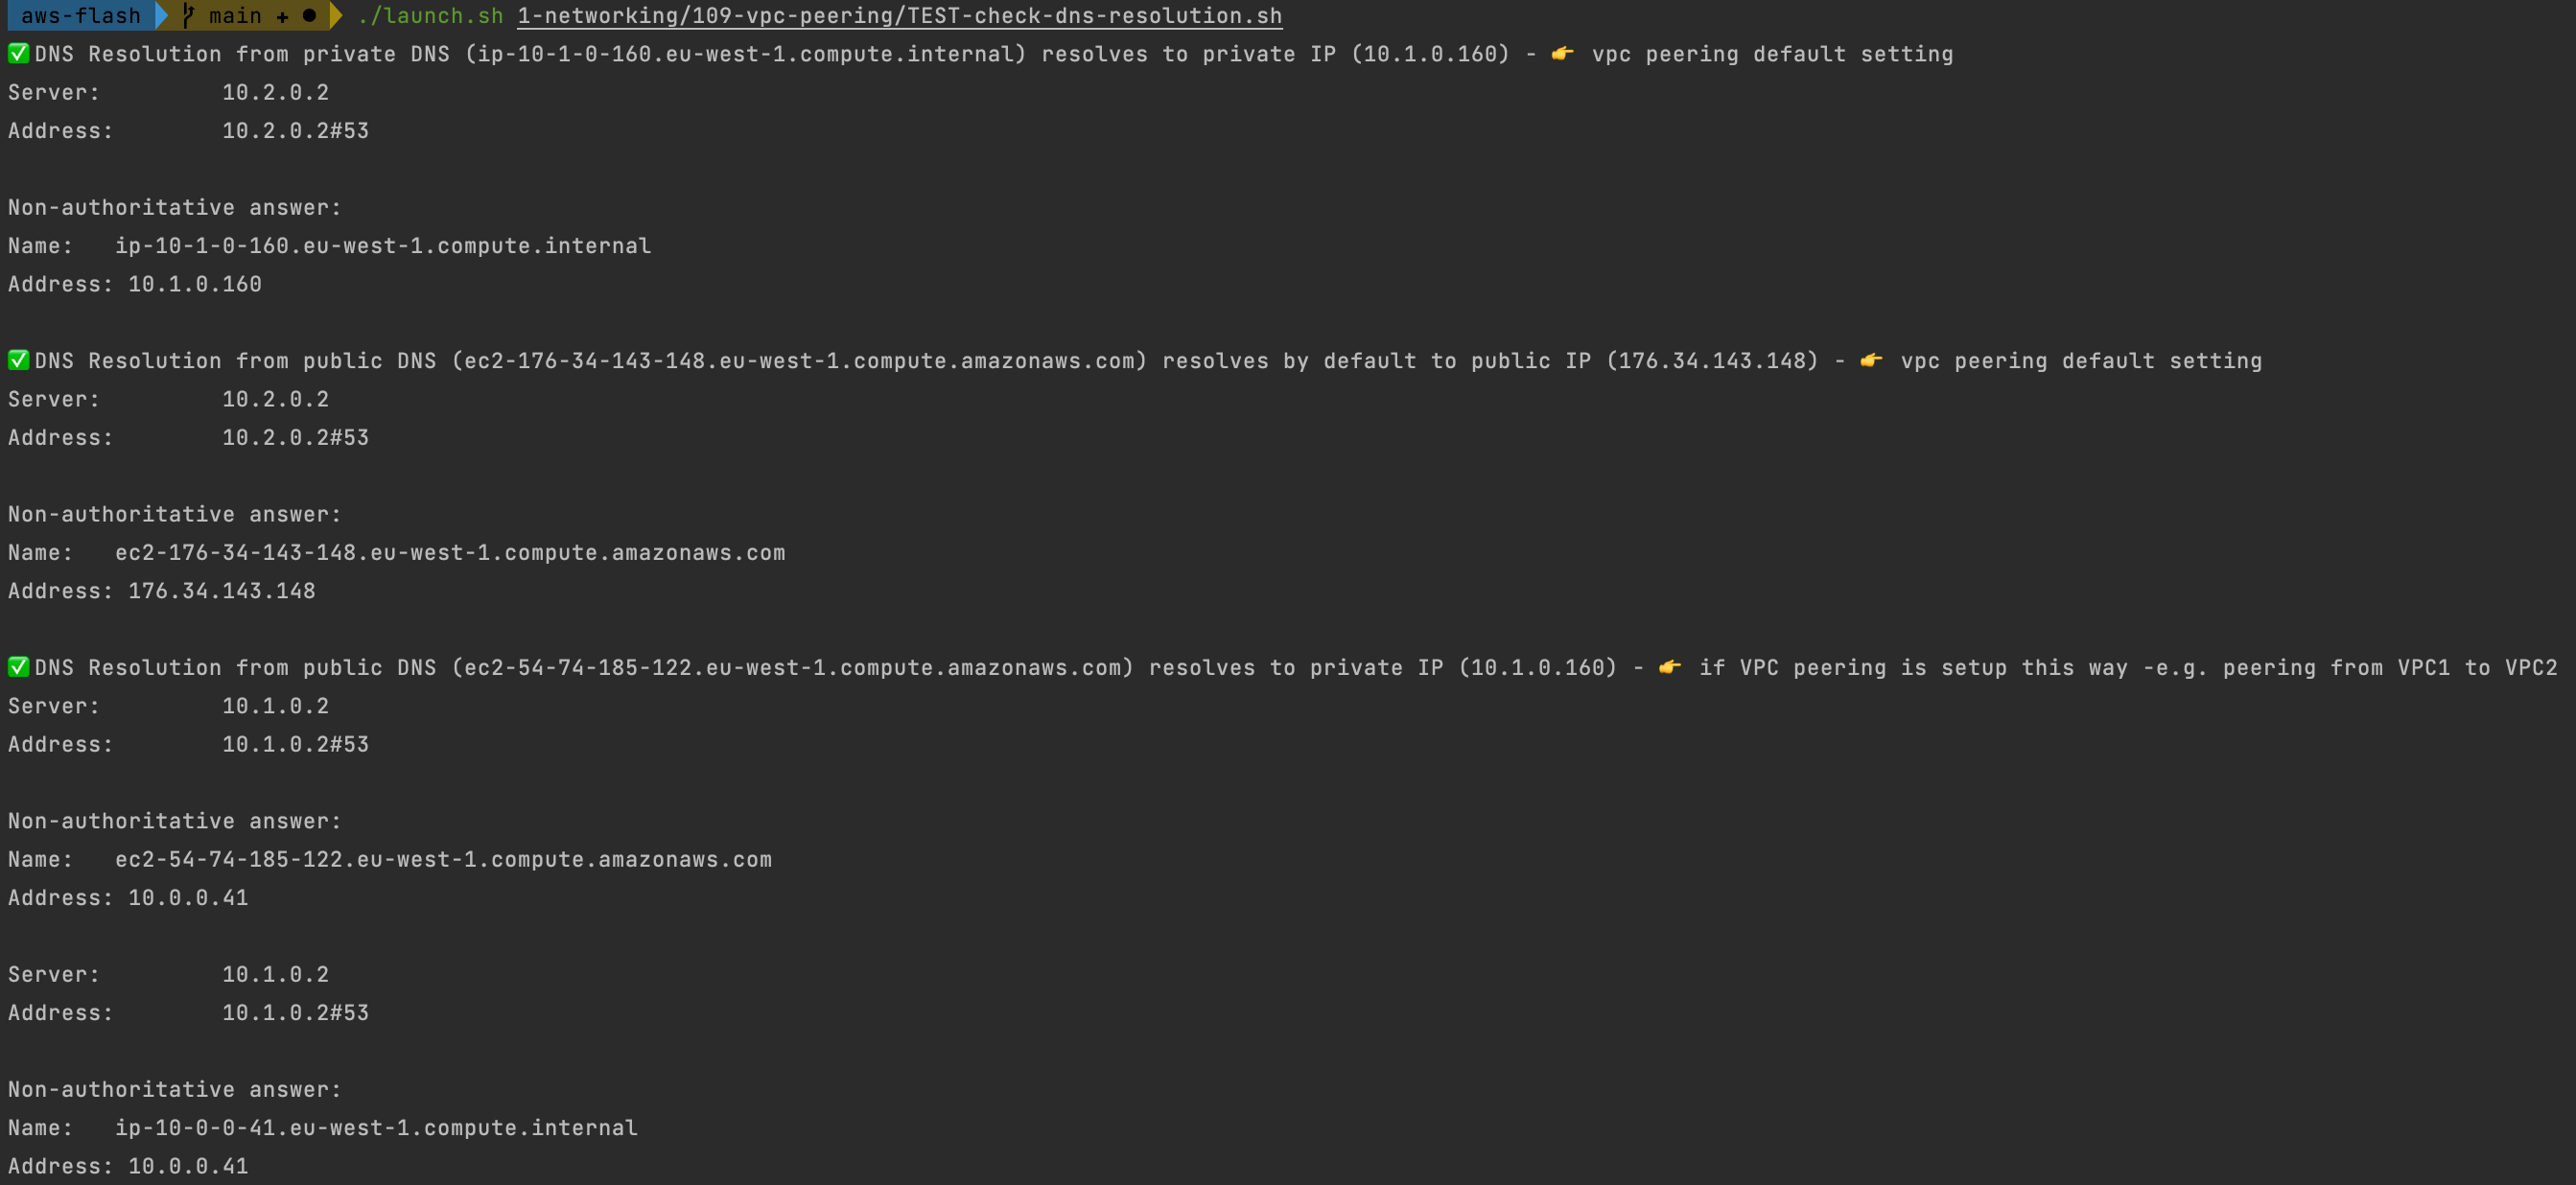 aws-flash main + ● ./launch.sh 1-networking/109-vpc-peering/TEST-check-dns-resolution.sh
✅DNS Resolution from private DNS (ip-10-1-0-160.eu-west-1.compute.internal) resolves to private IP (10.1.0.160) - 👉 vpc peering default setting
Server: 10.2.0.2
Address: 10.2.0.2#53
Non-authoritative answer:
Name: ip-10-1-0-160.eu-west-1.compute.internal
Address: 10.1.0.160
✅DNS Resolution from public DNS (ec2-176-34-143-148.eu-west-1.compute.amazonaws.com) resolves by default to public IP (176.34.143.148) - 👉 vpc peering default setting
Server: 10.2.0.2
Address: 10.2.0.2#53
Non-authoritative answer:
Name: ec2-176-34-143-148.eu-west-1.compute.amazonaws.com
Address: 176.34.143.148
✅DNS Resolution from public DNS (ec2-54-74-185-122.eu-west-1.compute.amazonaws.com) resolves to private IP (10.1.0.160) - 👉 if VPC peering is setup this way -e.g. peering from VPC1 to VPC2
Server: 10.1.0.2
Address: 10.1.0.2#53
Non-authoritative answer:
Name: ec2-54-74-185-122.eu-west-1.compute.amazonaws.com
Address: 10.0.0.41
Server: 10.1.0.2
Address: 10.1.0.2#53
Non-authoritative answer:
Name: ip-10-0-0-41.eu-west-1.compute.internal
Address: 10.0.0.41